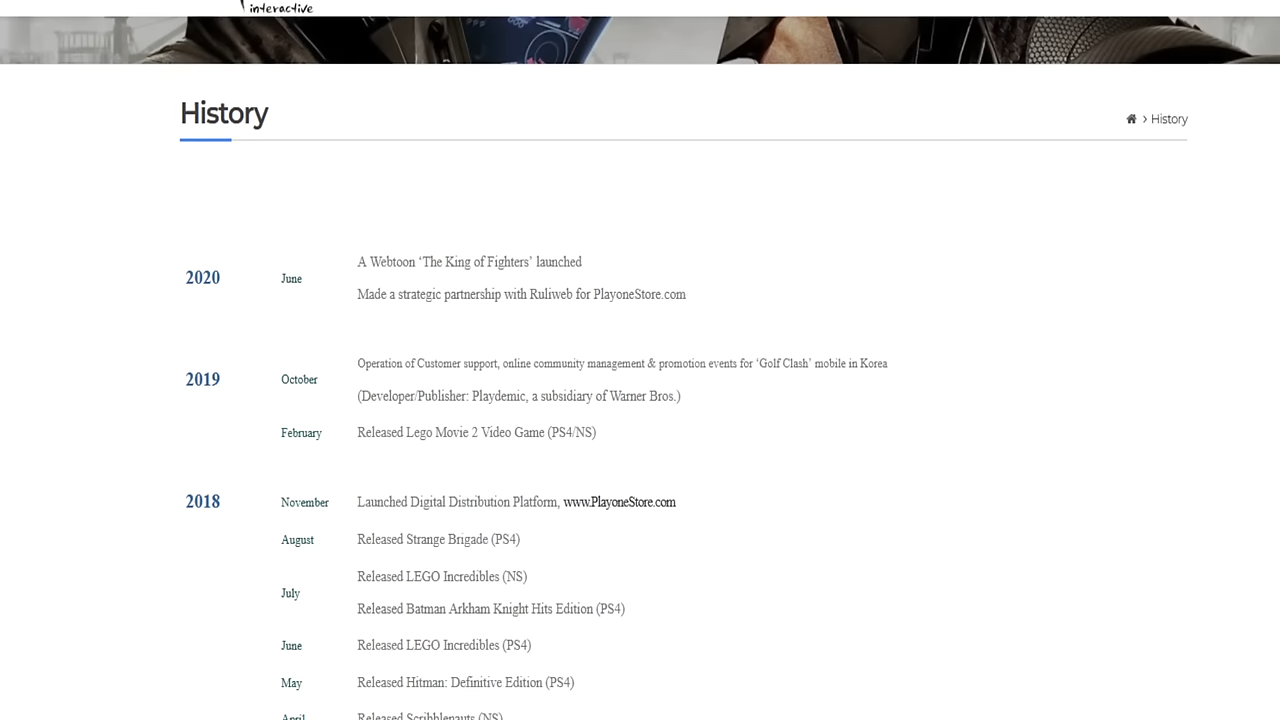 interactive
History
History
2020
June
A Webtoon ‘The King of Fighters’ launched
Made a strategic partnership with Ruliweb for PlayoneStore.com
2019
October
Operation of Customer support, online community management & promotion events for ‘Golf Clash’ mobile in Korea
(Developer/Publisher: Playdemic, a subsidiary of Warner Bros.)
February
Released Lego Movie 2 Video Game (PS4/NS)
2018
November
Launched Digital Distribution Platform, www.PlayoneStore.com
August
Released Strange Brigade (PS4)
July
Released LEGO Incredibles (NS)
Released Batman Arkham Knight Hits Edition (PS4)
June
Released LEGO Incredibles (PS4)
May
Released Hitman: Definitive Edition (PS4)
April
Released Scribblenauts (NS)